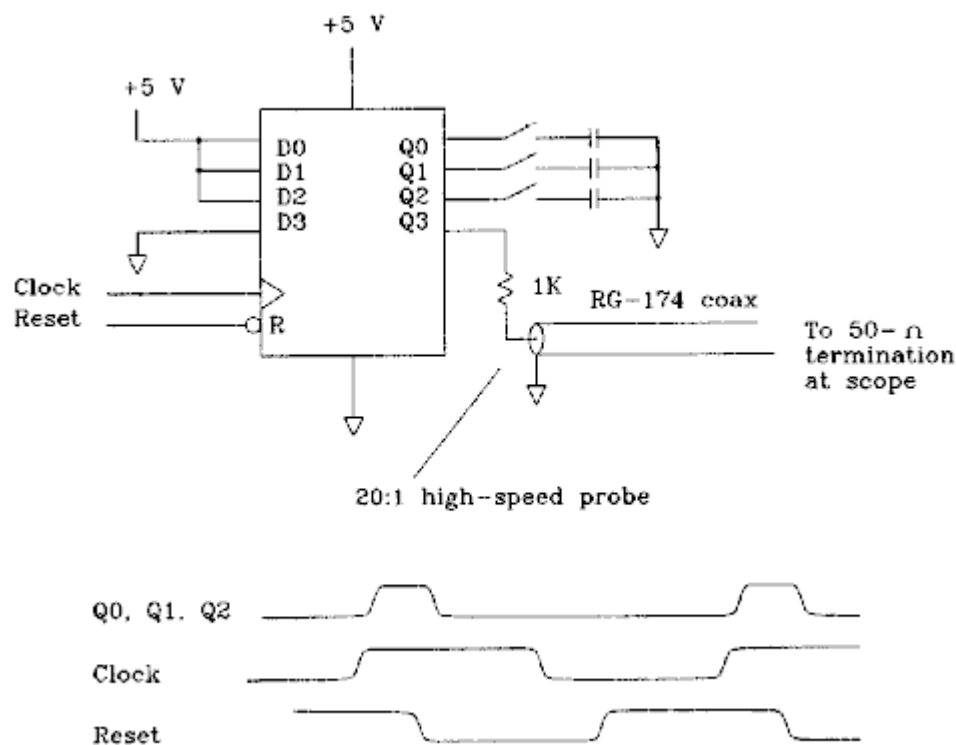 +5 V
+5 V
D0
D1
D2
D3
Q0
Q1
Q2
Q3
Clock
Reset
R
1K
RG-174 coax
To 50-Ω
termination
at scope
20:1 high-speed probe
Q0, Q1, Q2
Clock
Reset